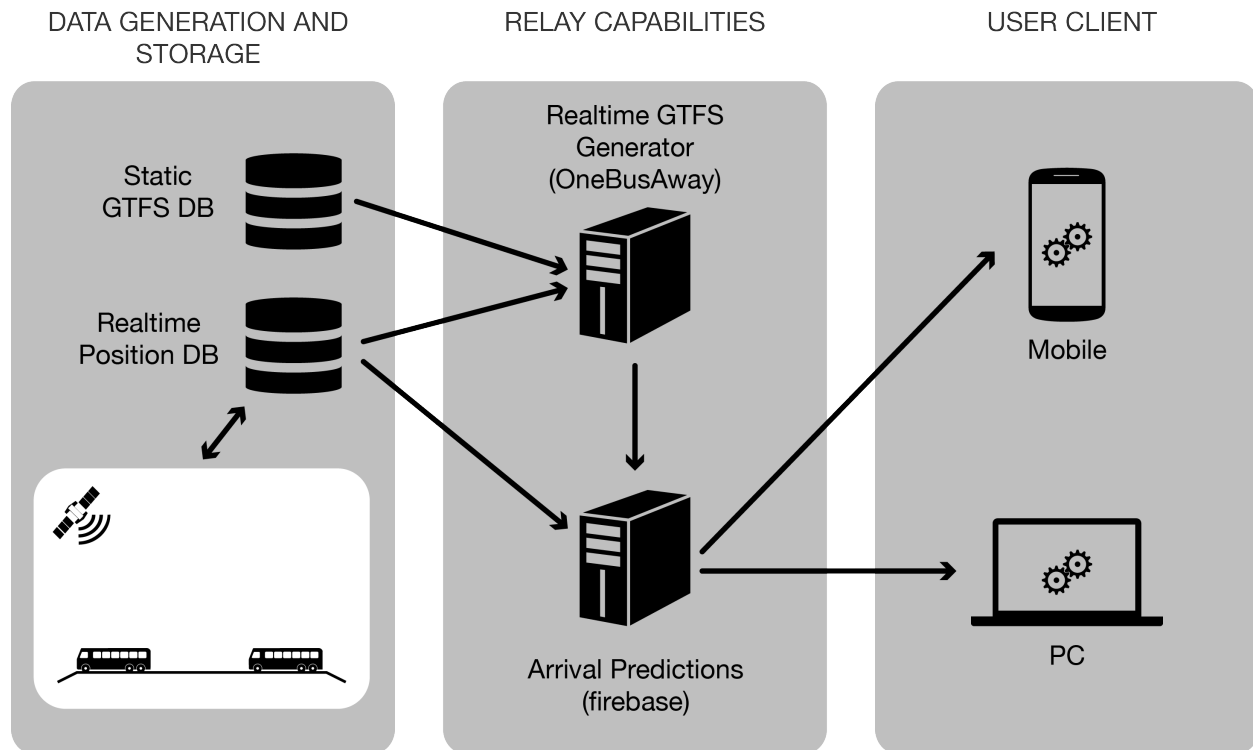 DATA GENERATION AND
STORAGE
RELAY CAPABILITIES
USER CLIENT
Static
GTFS DB
Realtime
Position DB
Realtime GTFS
Generator
(OneBusAway)
Arrival Predictions
(firebase)
Mobile
PC